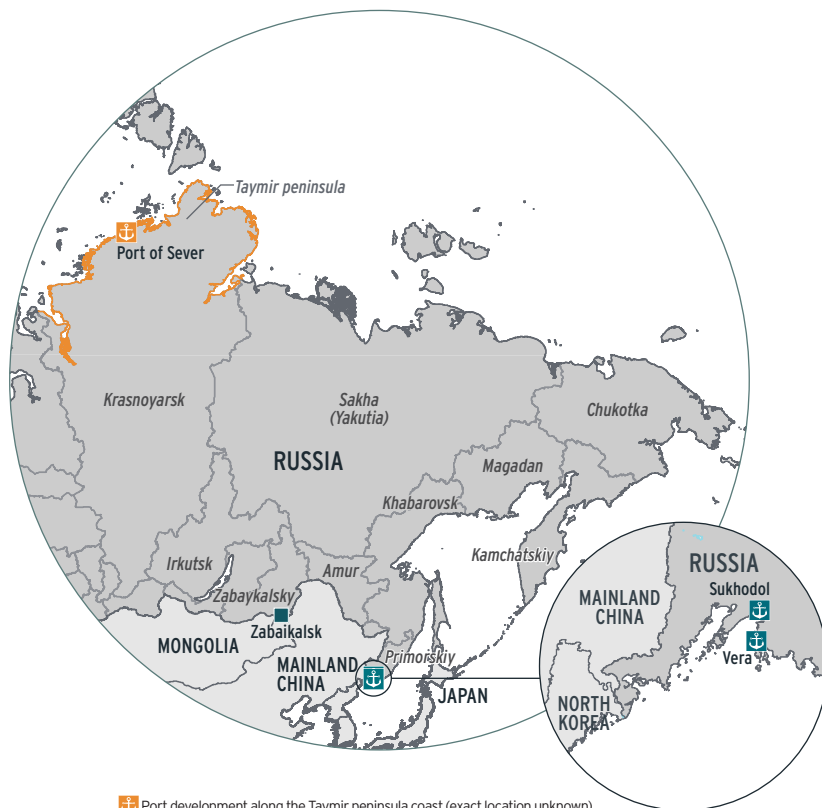 Taymir peninsula
Port of Sever
Krasnoyarsk
Sakha
(Yakutia)
Chukotka
RUSSIA
Magadan
Khabarovsk
Irkutsk
Amur
Kamchatskiy
Zabaykalsky
Zabaikalsk
MONGOLIA
Primorskiy
MAINLAND
CHINA
JAPAN
RUSSIA
Sukhodol
MAINLAND
CHINA
Vera
NORTH
KOREA
Port development along the Taymir peninsula coast (exact location unknown)